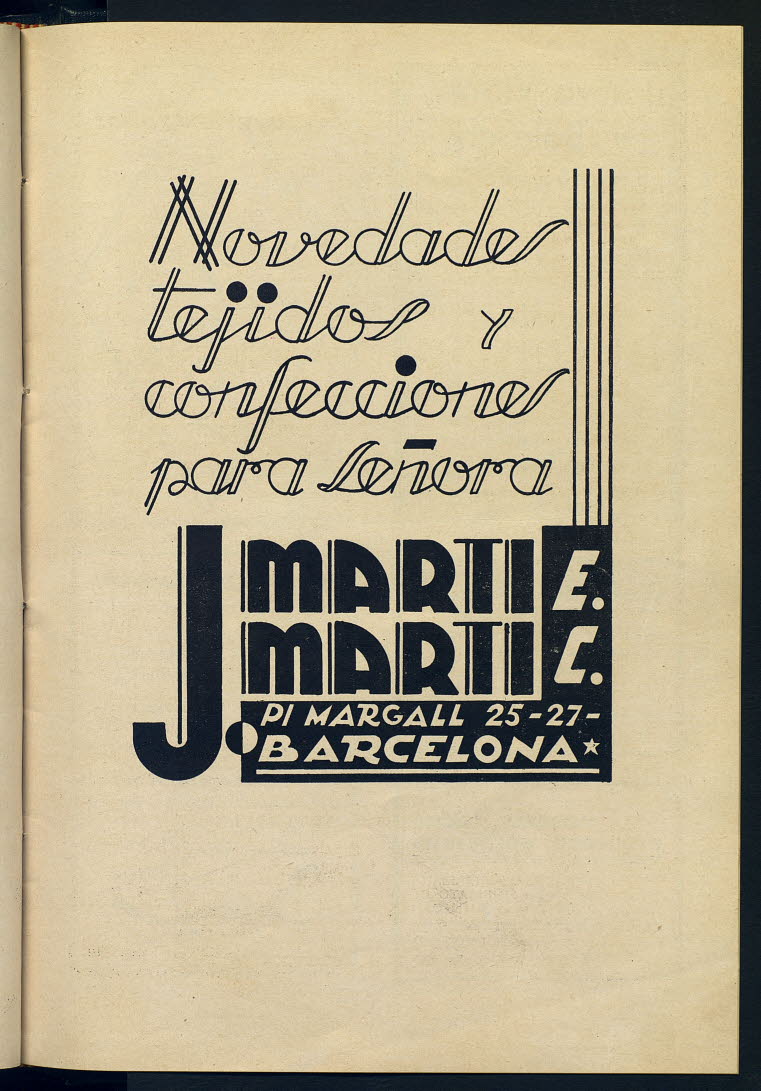 Novedades
tejidos y
confecciones
para Señora
J. MARTI E.
MARTI C.
PI MARGALL 25-27-
BARCELONA